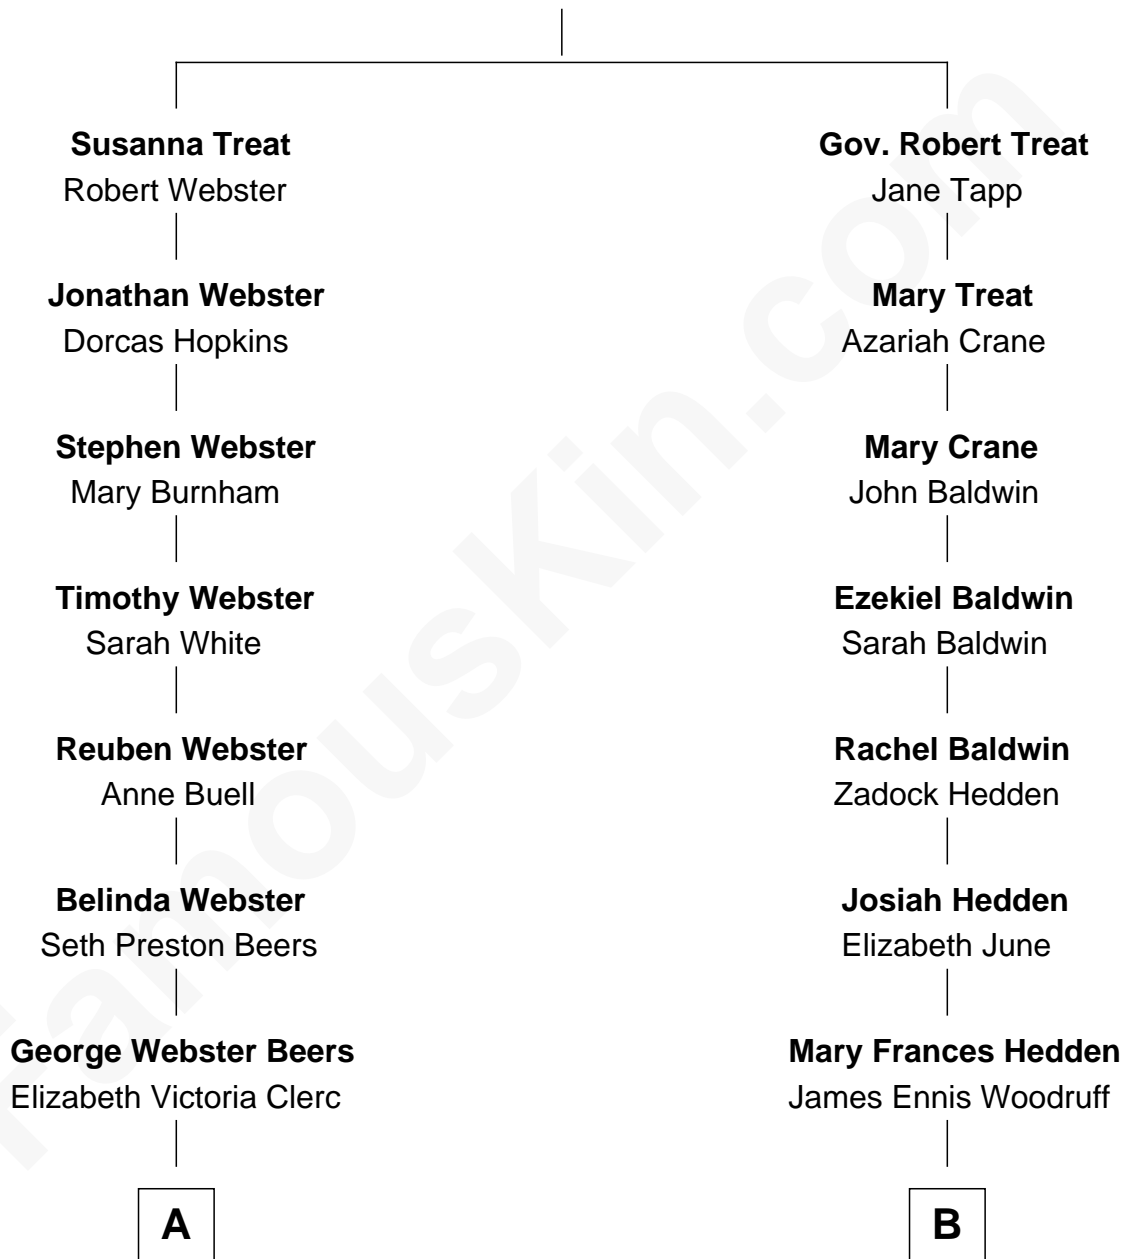 Susanna Treat
Robert Webster
Jonathan Webster
Dorcas Hopkins
Stephen Webster
Mary Burnham
Timothy Webster
Sarah White
Reuben Webster
Anne Buell
Belinda Webster
Seth Preston Beers
George Webster Beers
Elizabeth Victoria Clerc
A
Gov. Robert Treat
Jane Tapp
Mary Treat
Azariah Crane
Mary Crane
John Baldwin
Ezekiel Baldwin
Sarah Baldwin
Rachel Baldwin
Zadock Hedden
Josiah Hedden
Elizabeth June
Mary Frances Hedden
James Ennis Woodruff
B
FamousKin.com